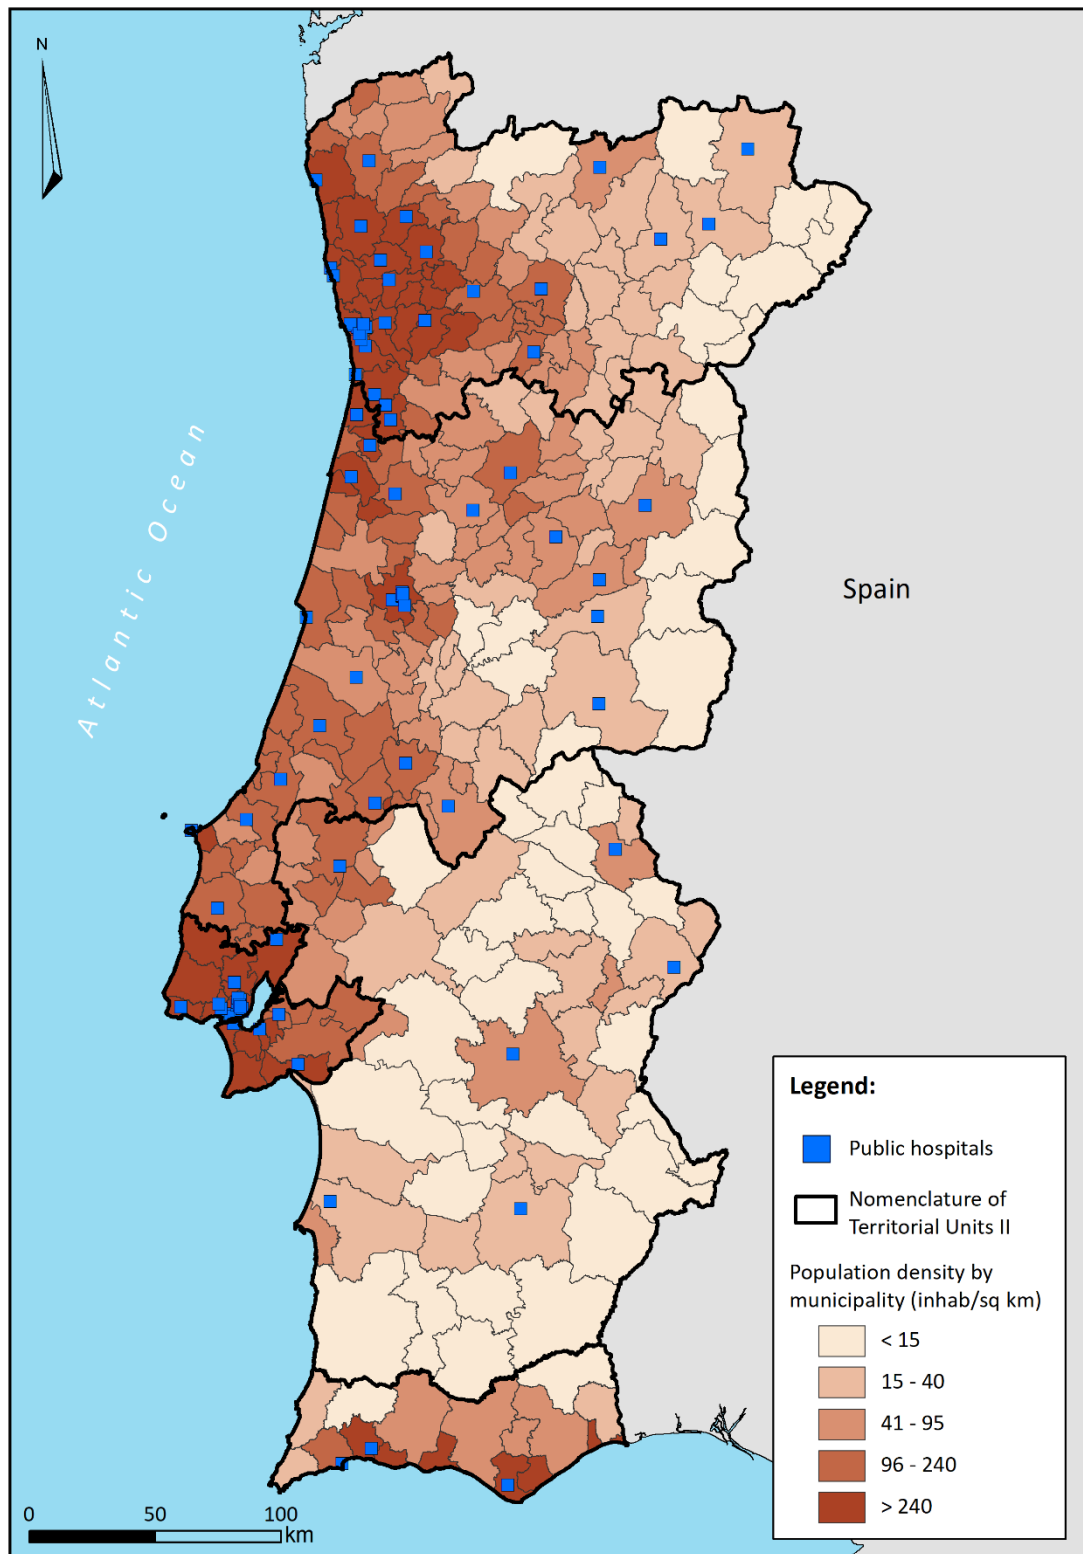 N
Atlantic Ocean
Spain
Legend:
Public hospitals
Nomenclature of
Territorial Units II
Population density by
municipality (inhab/sq km)
< 15
15 - 40
41 - 95
96 - 240
> 240
0 50 100
km